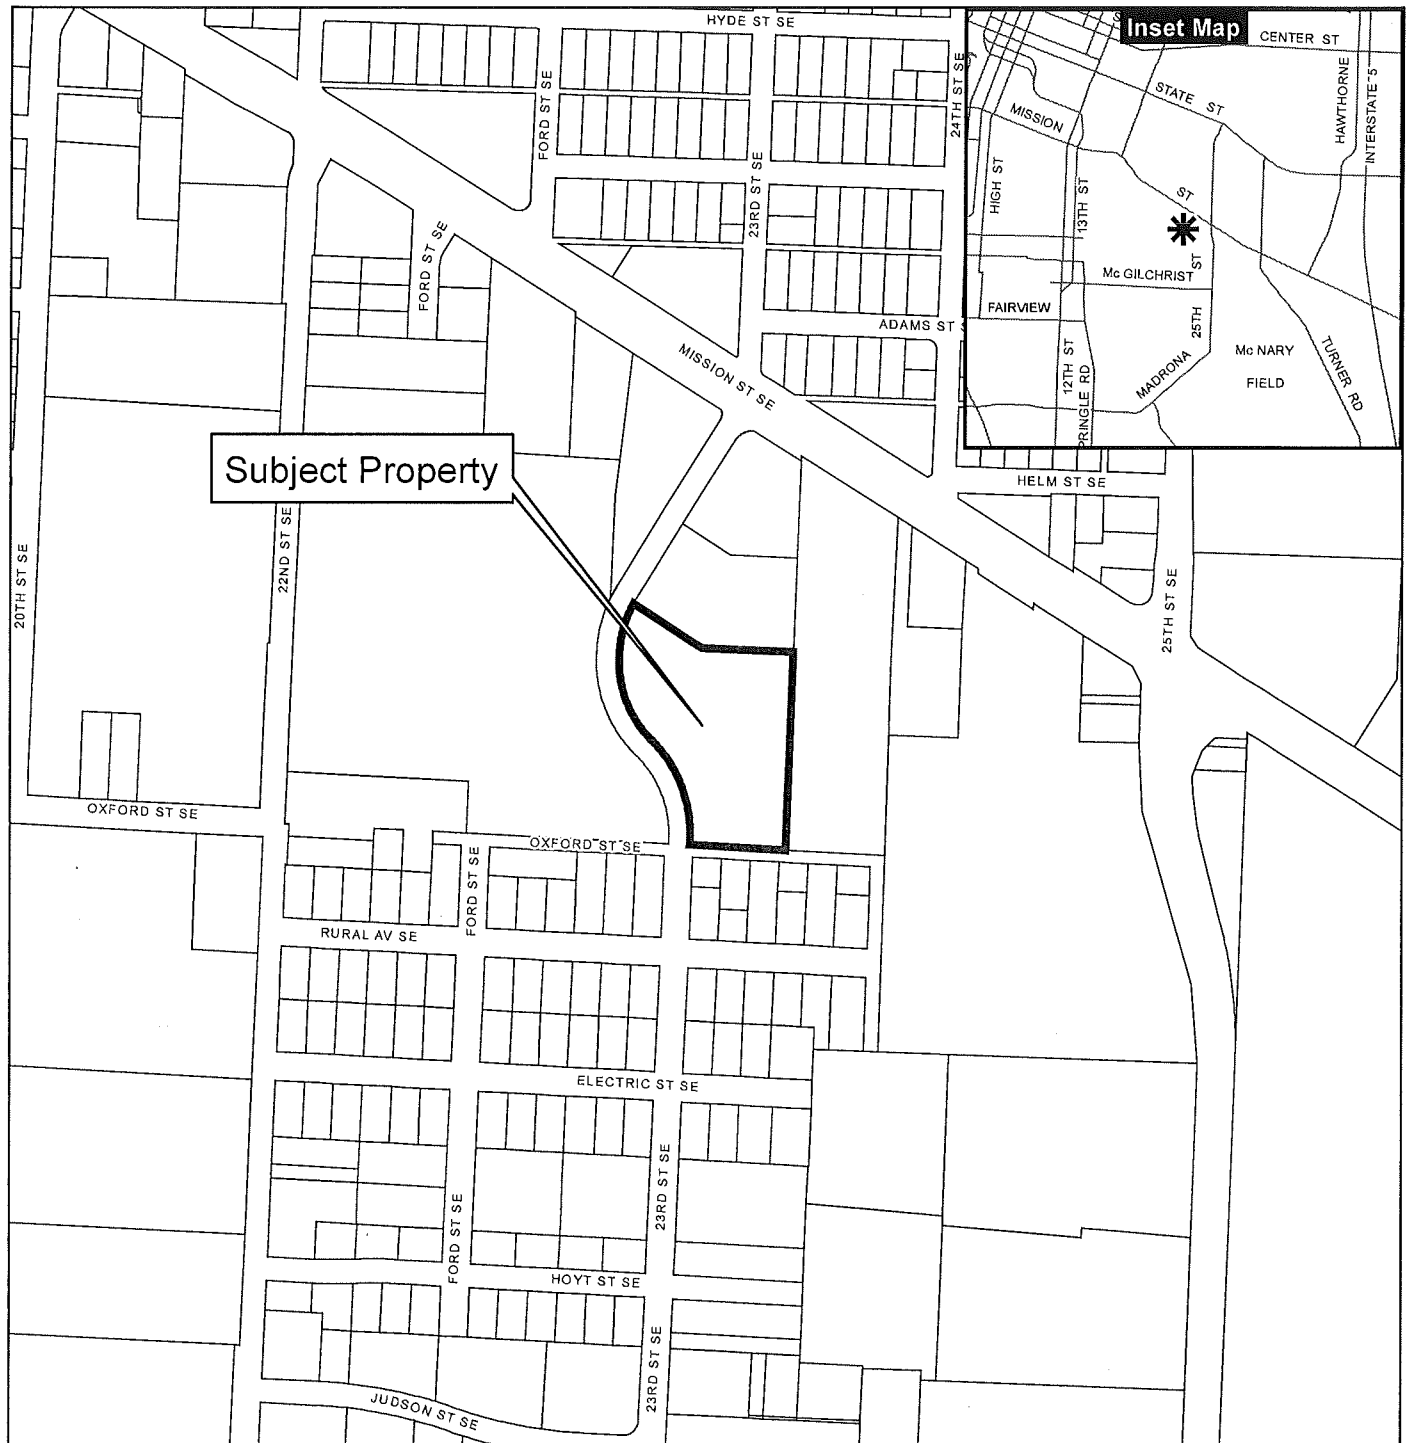 HYDE ST SE
Inset Map
CENTER ST
STATE ST
MISSION
ST
HAWTHORNE
INTERSTATE 5
HIGH ST
13TH ST
Mc GILCHRIST
ST
25TH
FAIRVIEW
12TH ST
PRINGLE RD
MADRONA
Mc NARY
FIELD
TURNER RD
FORD ST SE
24TH ST SE
23RD ST SE
FORD ST SE
ADAMS ST S
MISSION ST SE
Subject Property
HELM ST SE
20TH ST SE
22ND ST SE
25TH ST SE
OXFORD ST SE
OXFORD ST SE
FORD ST SE
RURAL AV SE
ELECTRIC ST SE
23RD ST SE
FORD ST SE
HOYT ST SE
23RD ST SE
JUDSON ST SE